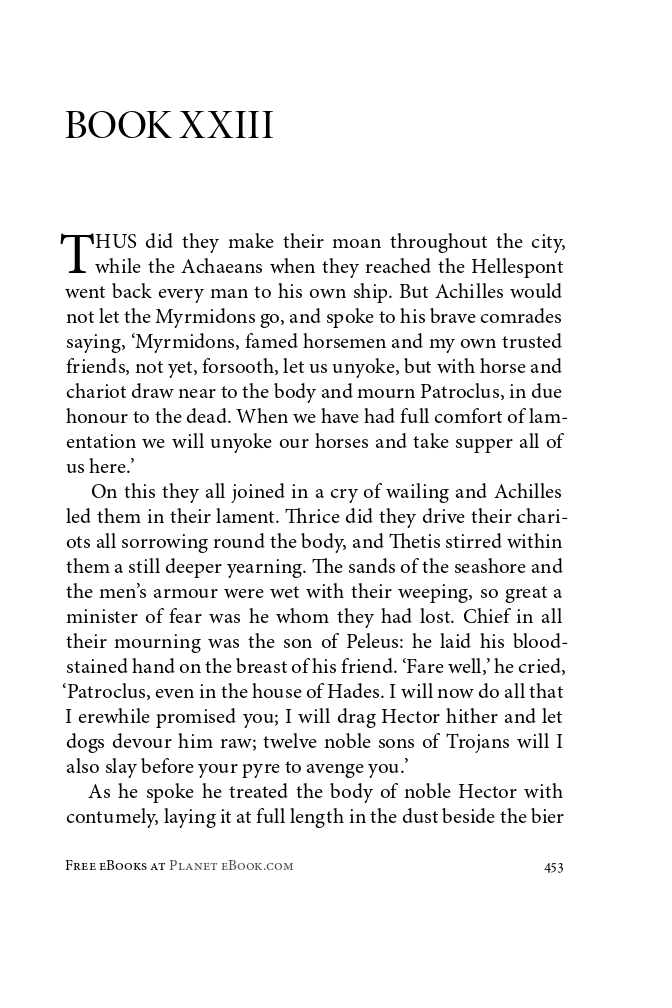 BOOK XXIII
THUS did they make their moan throughout the city,
while the Achaeans when they reached the Hellespont
went back every man to his own ship. But Achilles would
not let the Myrmidons go, and spoke to his brave comrades
saying, ‘Myrmidons, famed horsemen and my own trusted
friends, not yet, forsooth, let us unyoke, but with horse and
chariot draw near to the body and mourn Patroclus, in due
honour to the dead. When we have had full comfort of lam-
entation we will unyoke our horses and take supper all of
us here.’
On this they all joined in a cry of wailing and Achilles
led them in their lament. Thrice did they drive their chari-
ots all sorrowing round the body, and Thetis stirred within
them a still deeper yearning. The sands of the seashore and
the men’s armour were wet with their weeping, so great a
minister of fear was he whom they had lost. Chief in all
their mourning was the son of Peleus: he laid his blood-
stained hand on the breast of his friend. ‘Fare well,’ he cried,
‘Patroclus, even in the house of Hades. I will now do all that
I erewhile promised you; I will drag Hector hither and let
dogs devour him raw; twelve noble sons of Trojans will I
also slay before your pyre to avenge you.’
As he spoke he treated the body of noble Hector with
contumely, laying it at full length in the dust beside the bier
Free eBooks at Planet eBook.com 453